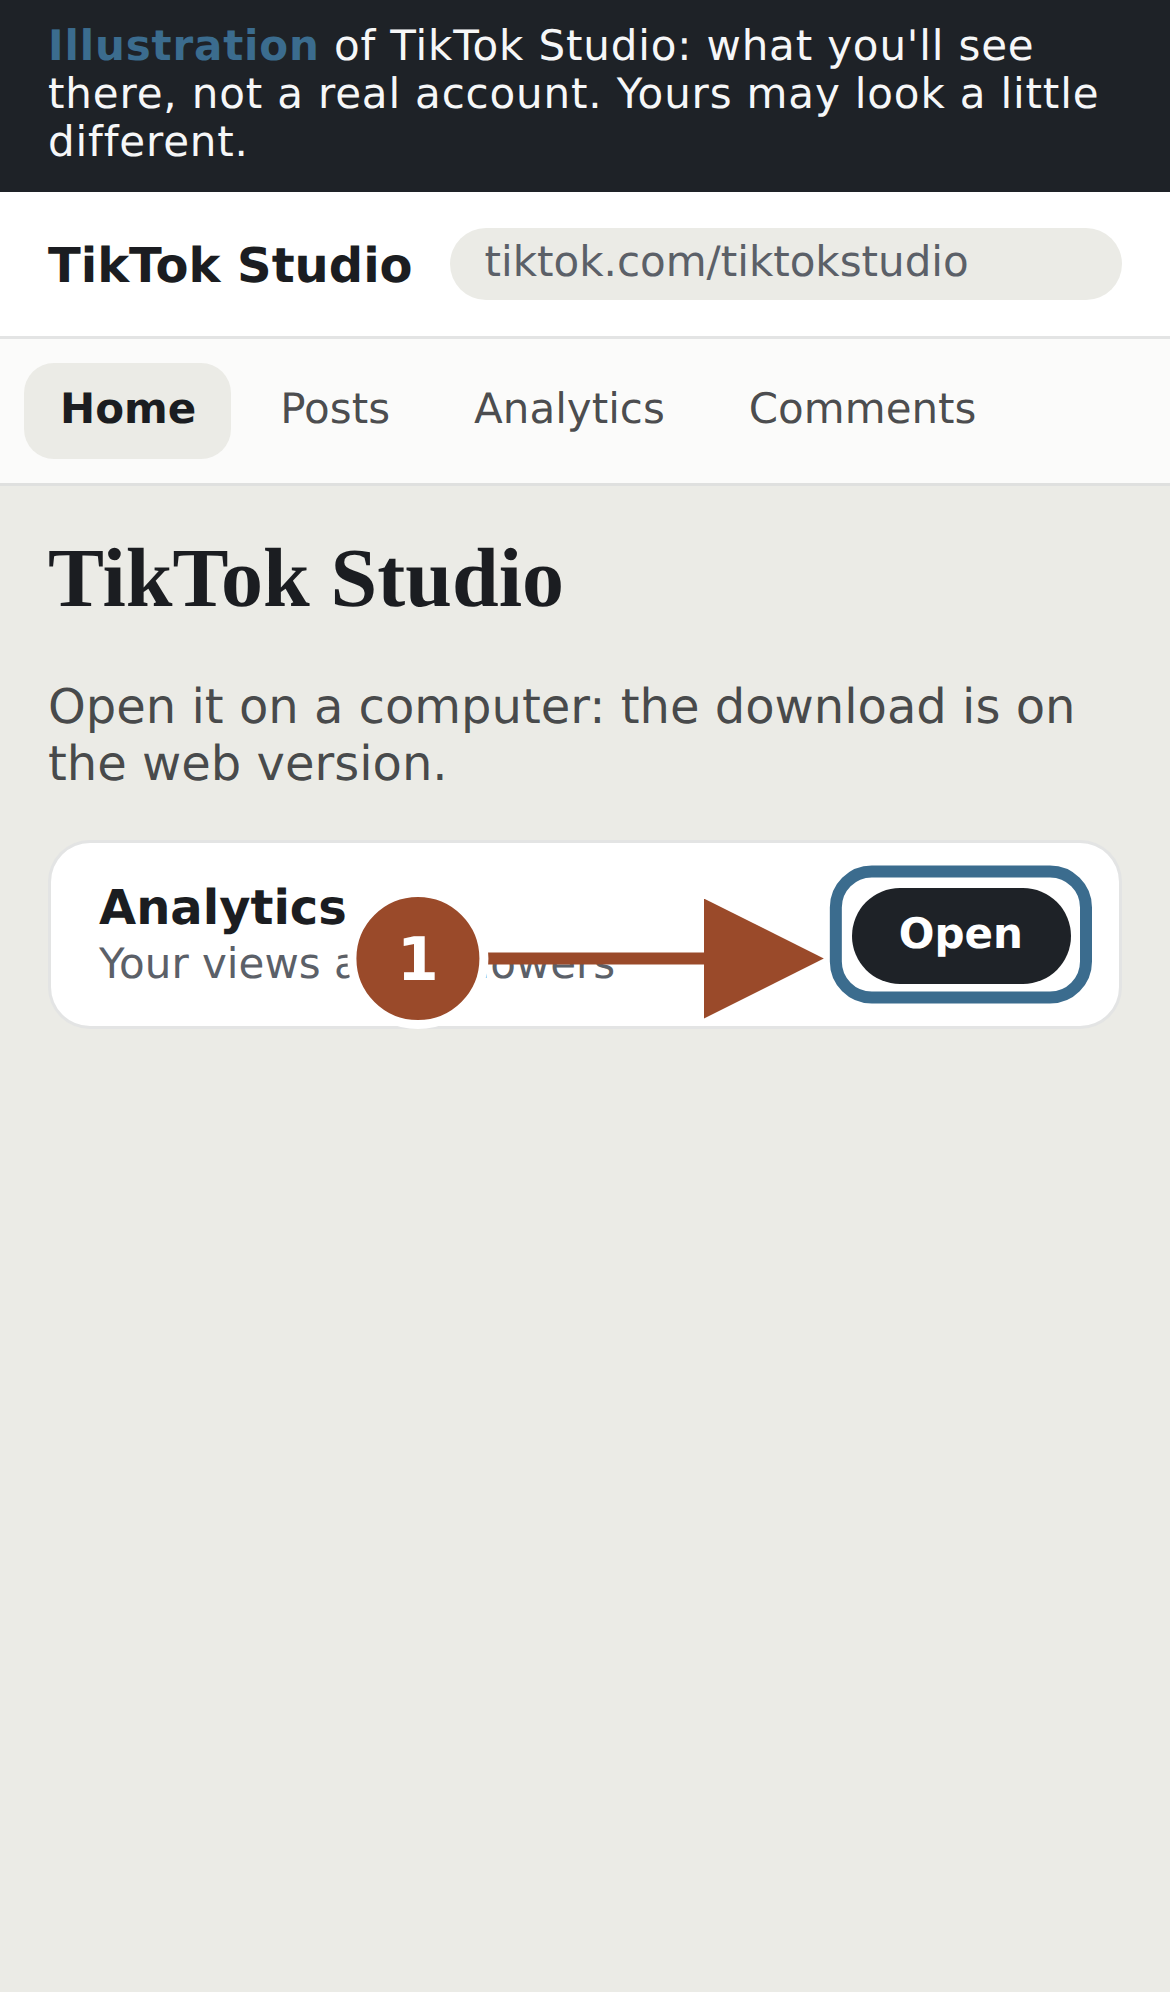 Illustration of TikTok Studio: what you'll see
there, not a real account. Yours may look a little
different.
TikTok Studio
tiktok.com/tiktokstudio
Home
Posts
Analytics
Comments
TikTok Studio
Open it on a computer: the download is on
the web version.
Analytics
Your views
1
Open